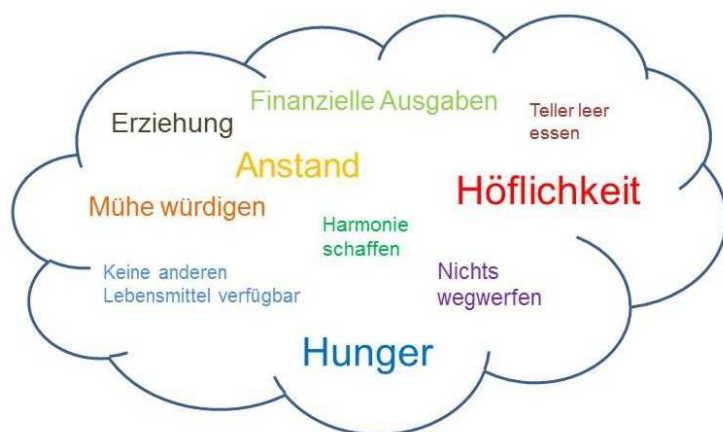 Finanzielle Ausgaben
Teller leer
essen
Erziehung
Anstand
Höflichkeit
Mühe würdigen
Harmonie
schaffen
Keine anderen
Lebensmittel verfügbar
Nichts
wegwerfen
Hunger